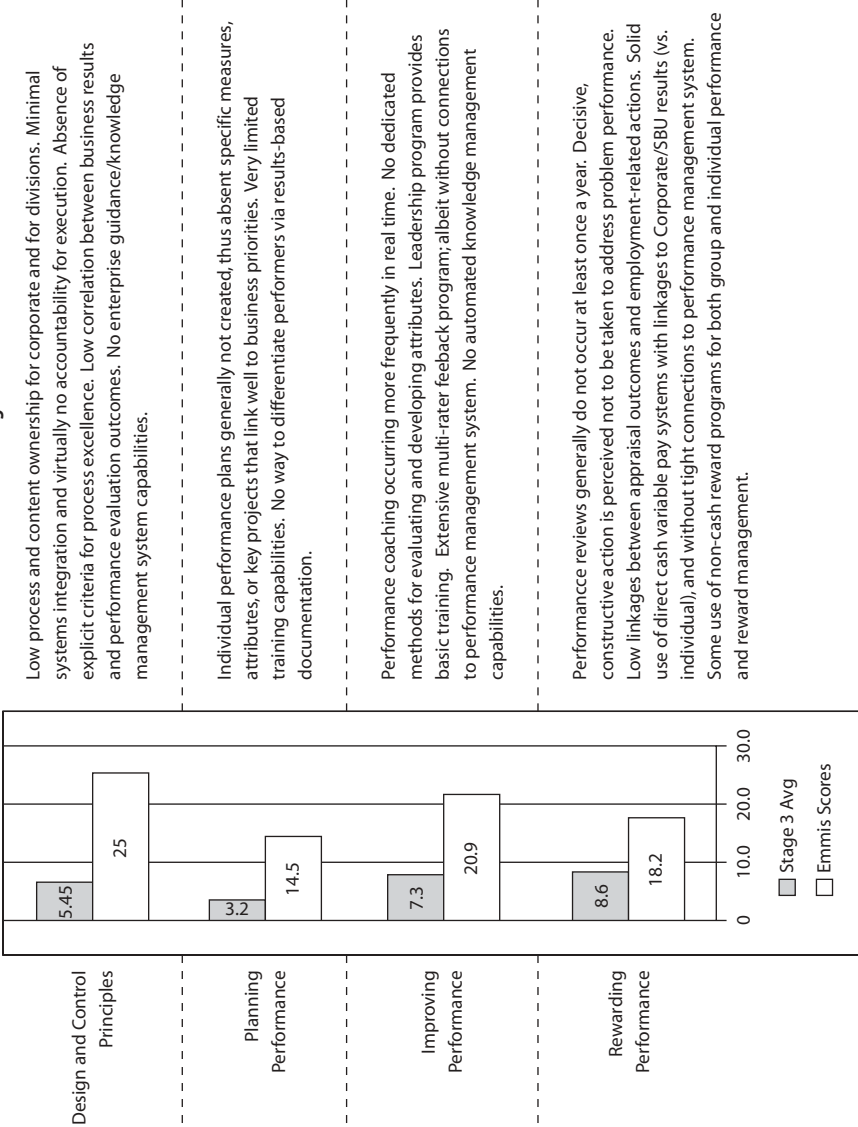 Design and Control
Principles
5.45
25
Low process and content ownership for corporate and for divisions. Minimal
systems integration and virtually no accountability for execution. Absence of
explicit criteria for process excellence. Low correlation between business results
and performance evaluation outcomes. No enterprise guidance/knowledge
management system capabilities.
Planning
Performance
3.2
14.5
Individual performance plans generally not created, thus absent specific measures,
attributes, or key projects that link well to business priorities. Very limited
training capabilities. No way to differentiate performers via results-based
documentation.
Improving
Performance
7.3
20.9
Performance coaching occurring more frequently in real time. No dedicated
methods for evaluating and developing attributes. Leadership program provides
basic training. Extensive multi-rater feeback program; albeit without connections
to performance management system. No automated knowledge management
capabilities.
Rewarding
Performance
8.6
18.2
Performancce reviews generally do not occur at least once a year. Decisive,
constructive action is perceived not to be taken to address problem performance.
Low linkages between appraisal outcomes and employment-related actions. Solid
use of direct cash variable pay systems with linkages to Corporate/SBU results (vs.
individual), and without tight connections to performance management system.
Some use of non-cash reward programs for both group and individual performance
and reward management.
0 10.0 20.0 30.0
Stage 3 Avg
Emmis Scores